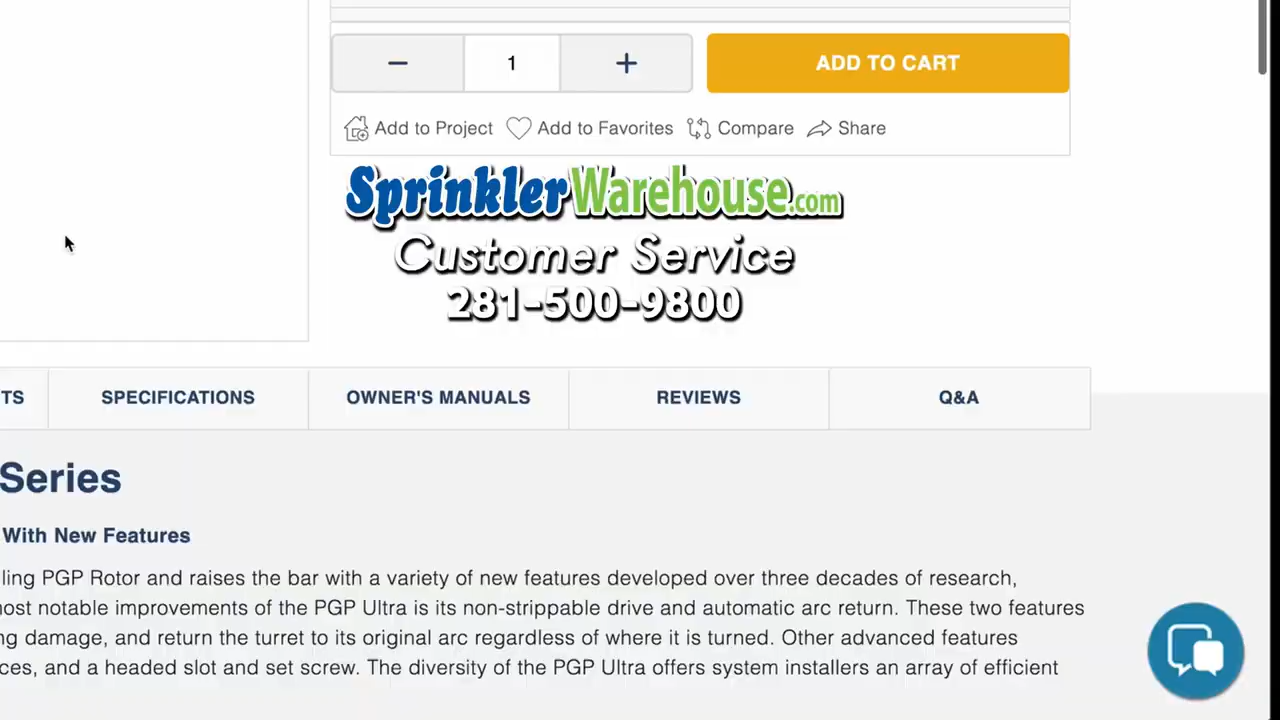 − 1 + ADD TO CART
Add to Project Add to Favorites Compare Share
SprinklerWarehouse.com
Customer Service
281-500-9800
TS SPECIFICATIONS OWNER'S MANUALS REVIEWS Q&A
Series
With New Features
ling PGP Rotor and raises the bar with a variety of new features developed over three decades of research,
ost notable improvements of the PGP Ultra is its non-strippable drive and automatic arc return. These two features
ng damage, and return the turret to its original arc regardless of where it is turned. Other advanced features
ces, and a headed slot and set screw. The diversity of the PGP Ultra offers system installers an array of efficient